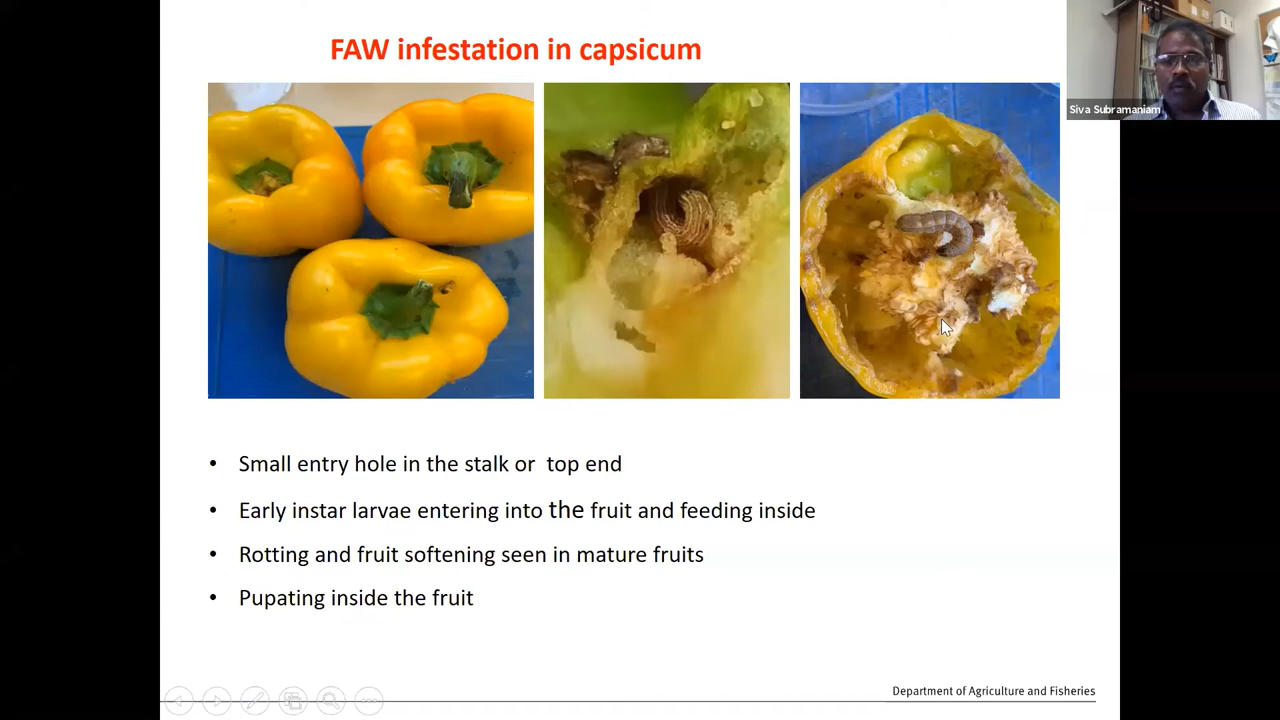 FAW infestation in capsicum
Siva Subramaniam
• Small entry hole in the stalk or  top end
• Early instar larvae entering into the fruit and feeding inside
• Rotting and fruit softening seen in mature fruits
• Pupating inside the fruit
Department of Agriculture and Fisheries